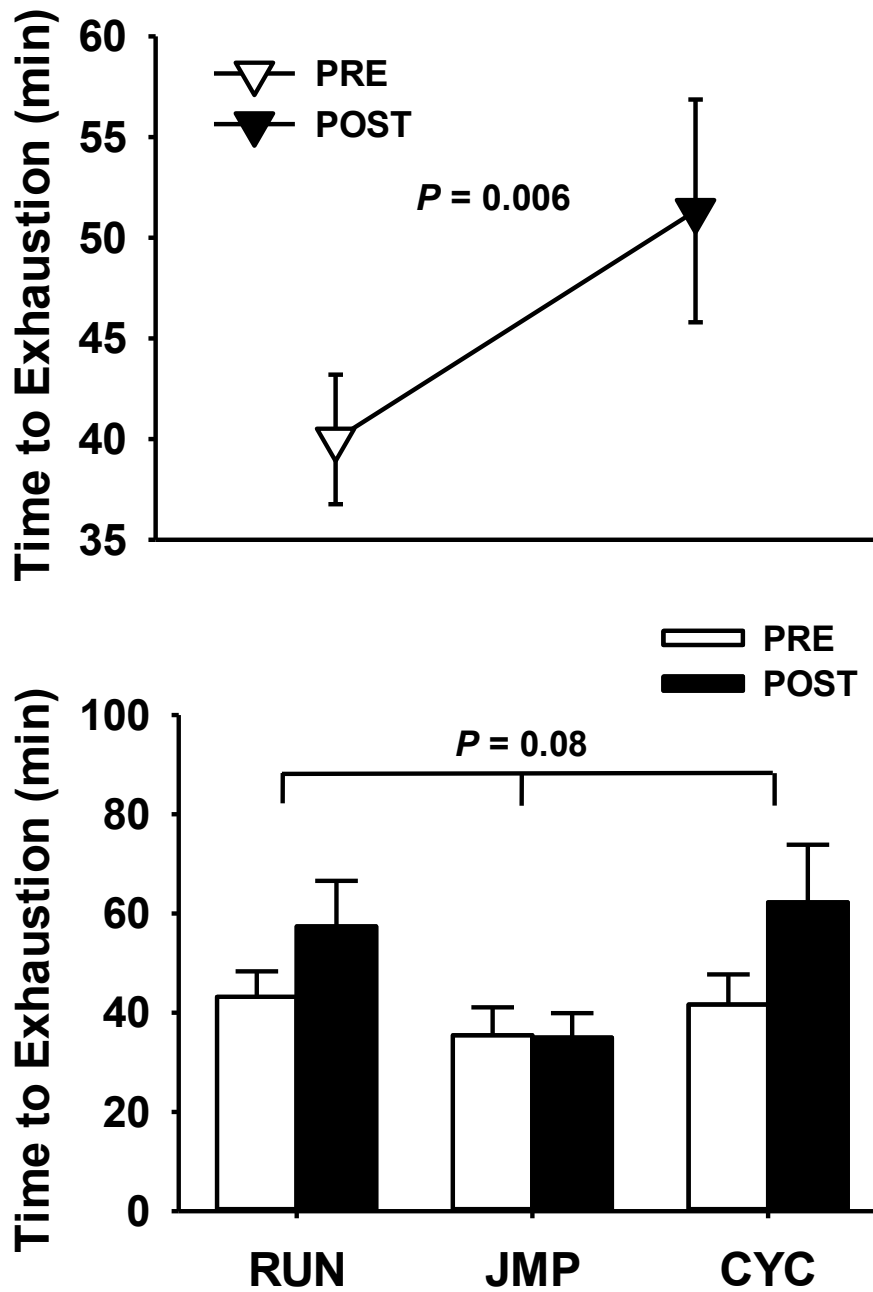 Time to Exhaustion (min)
60
55
50
45
40
35
PRE
POST
P = 0.006
Time to Exhaustion (min)
PRE
POST
100
80
60
40
20
0
P = 0.08
RUN JMP CYC